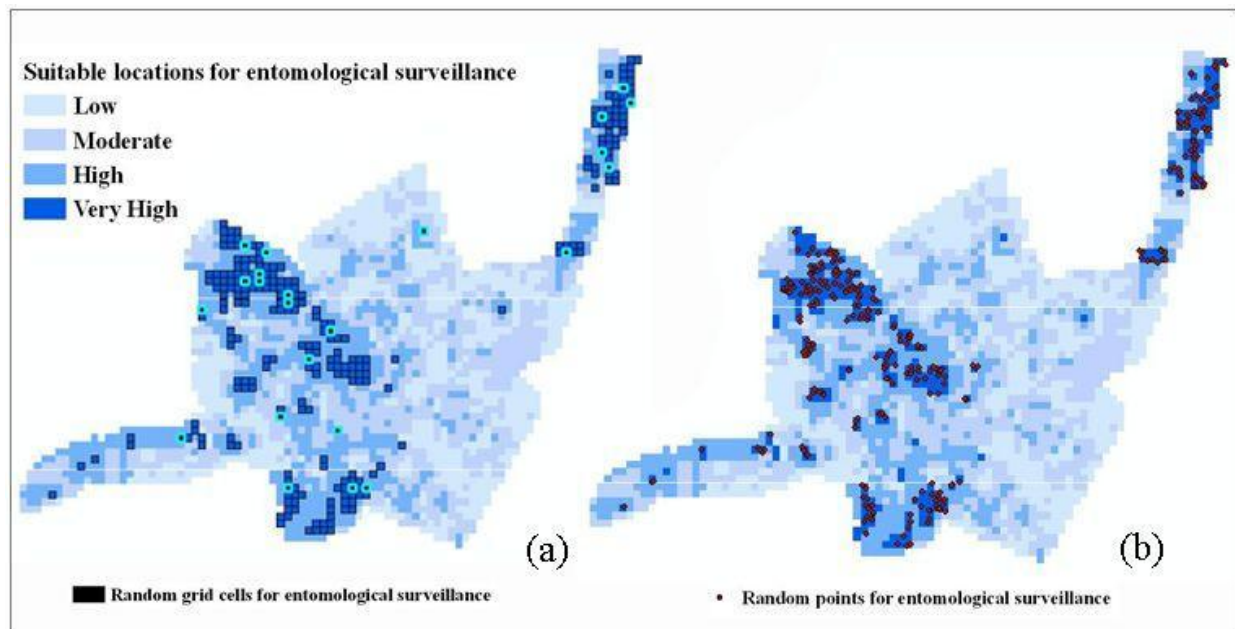 Suitable locations for entomological surveillance
Low
Moderate
High
Very High
(a)
(b)
Random grid cells for entomological surveillance
Random points for entomological surveillance